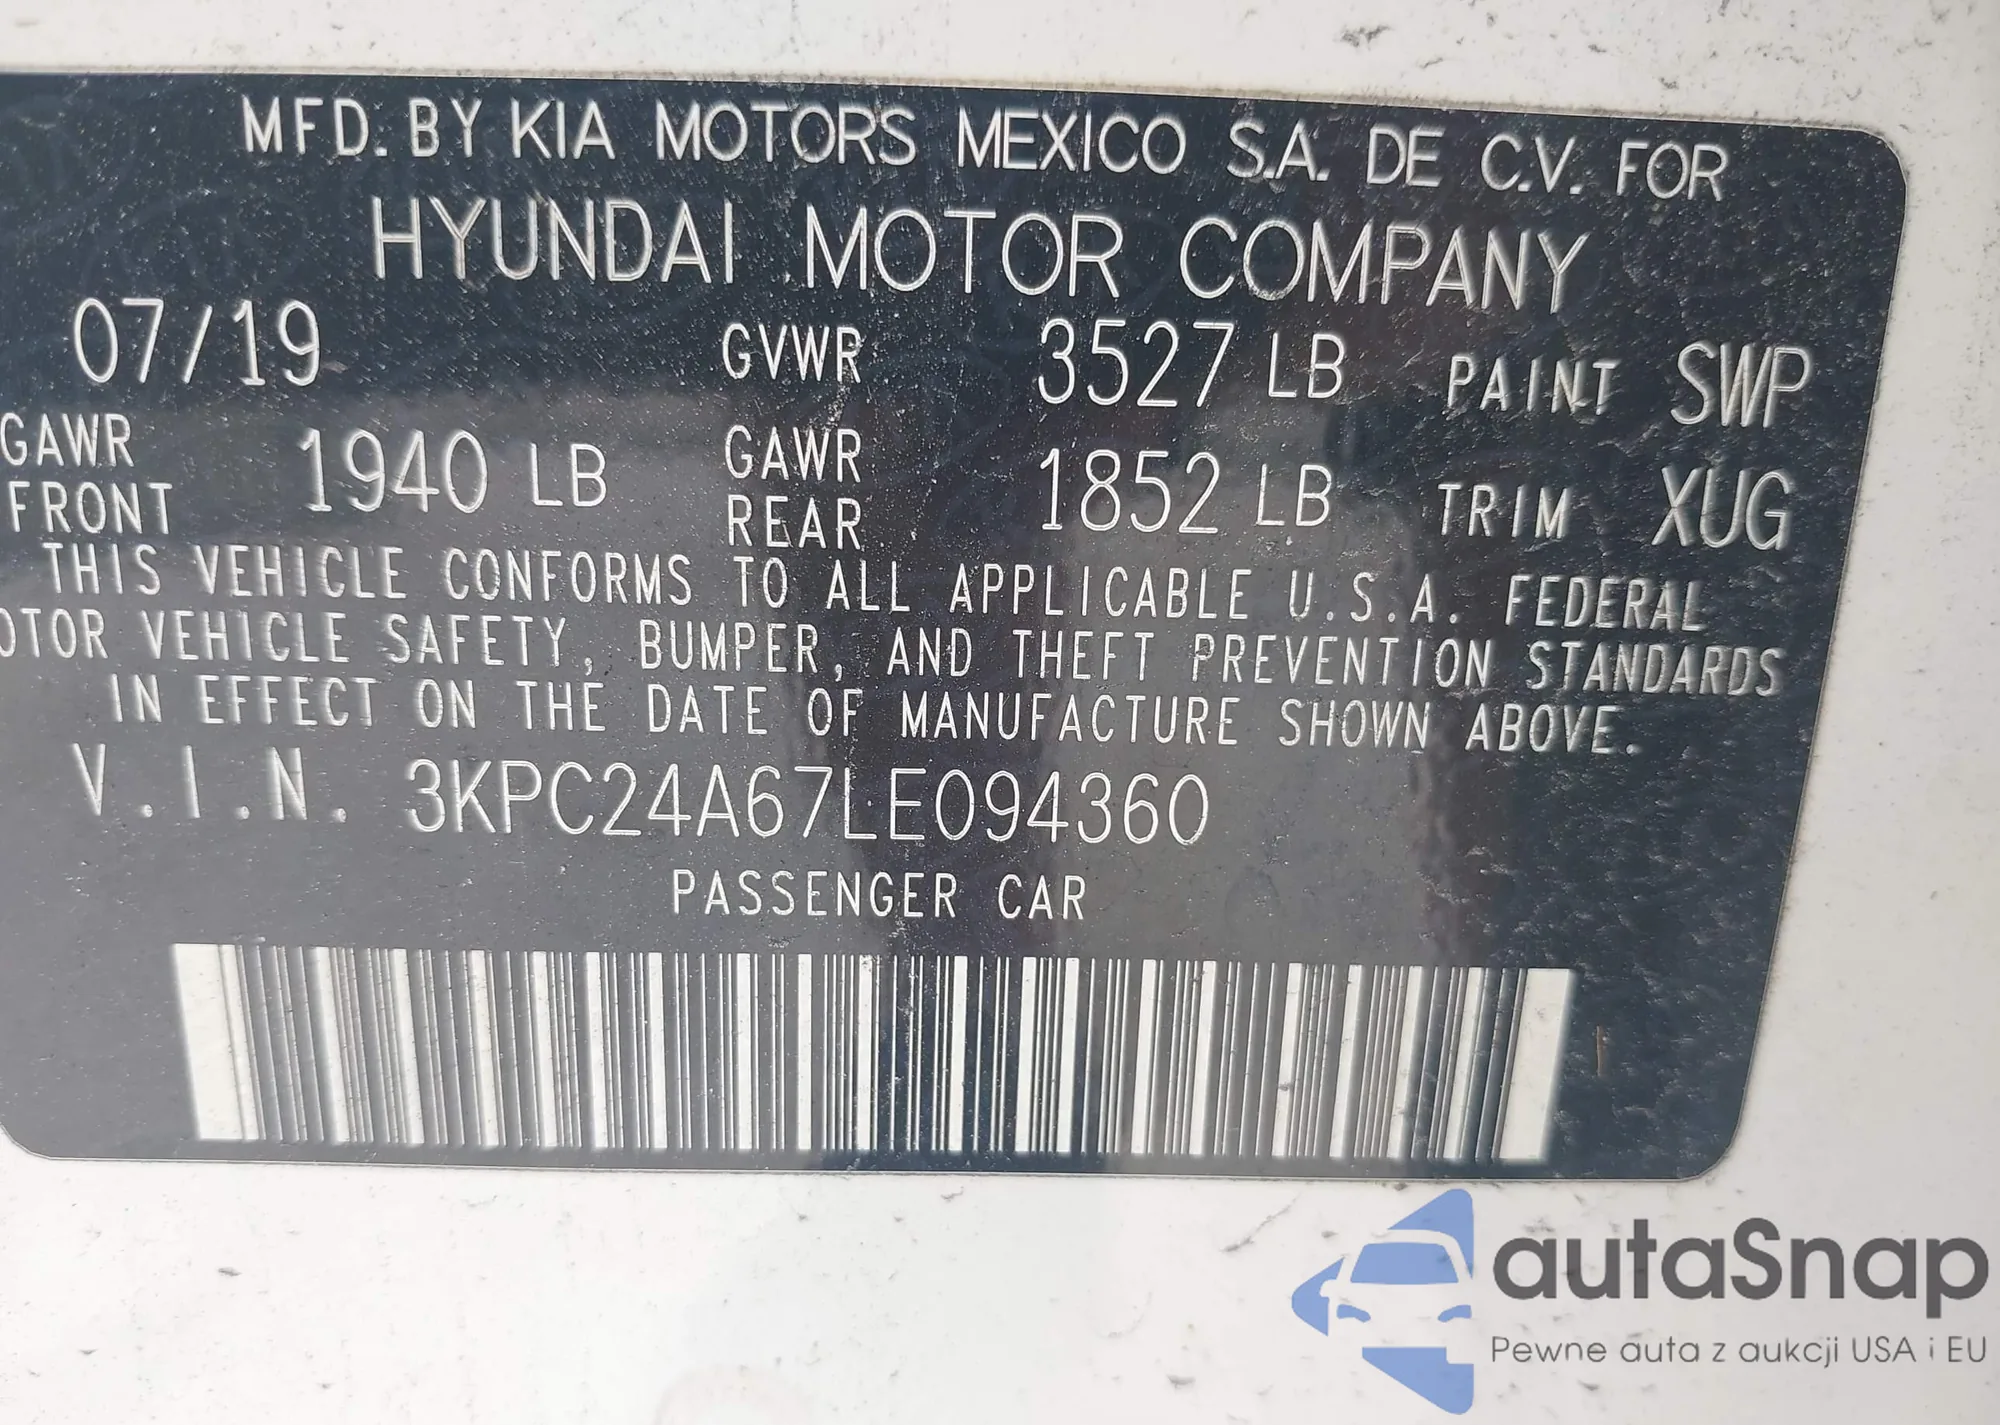 MFD. BY KIA MOTORS MEXICO S.A. DE C.V. FOR
HYUNDAI MOTOR COMPANY
07/19 GVWR 3527 LB PAINT SWP
GAWR FRONT 1940 LB GAWR REAR 1852 LB TRIM XUG
THIS VEHICLE CONFORMS TO ALL APPLICABLE U.S.A. FEDERAL
OTOR VEHICLE SAFETY, BUMPER, AND THEFT PREVENTION STANDARDS
IN EFFECT ON THE DATE OF MANUFACTURE SHOWN ABOVE.
V.I.N. 3KPC24A67LE094360
PASSENGER CAR
autaSnap
Pewne auta z aukcji USA i EU